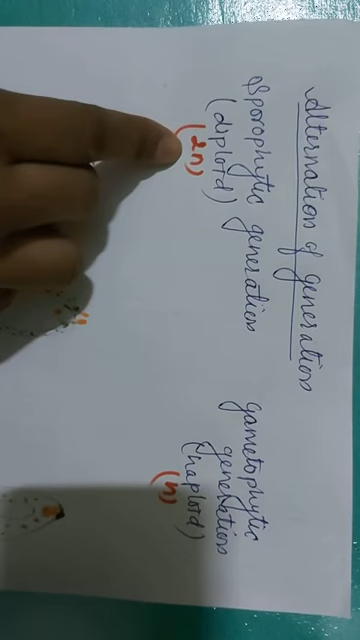 Alternation of generation
Sporophytic generation
(diploid)
(2n)
gametophytic
generation
(haploid)
(n)